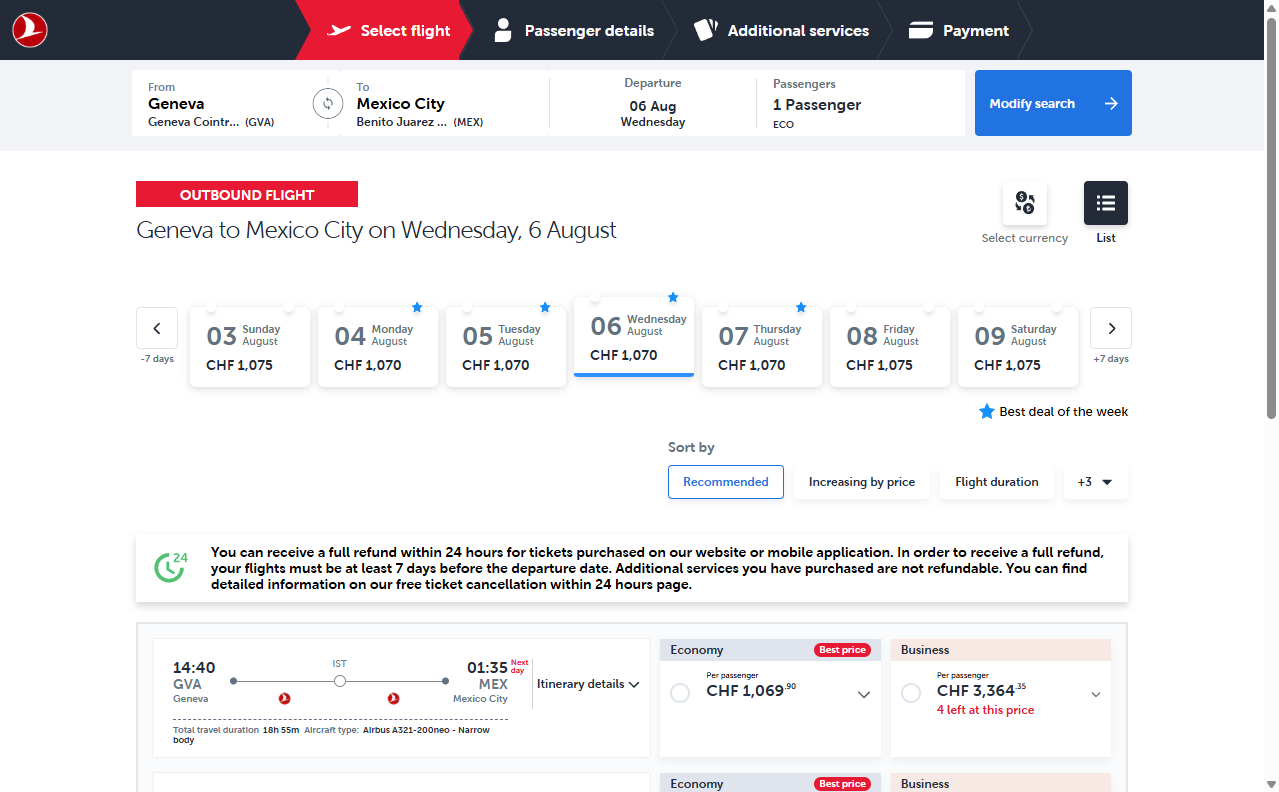 Select flight
Passenger details
Additional services
Payment
From
Geneva
Geneva Cointr... (GVA)
To
Mexico City
Benito Juarez ... (MEX)
Departure
06 Aug
Wednesday
Passengers
1 Passenger
ECO
Modify search
OUTBOUND FLIGHT
Geneva to Mexico City on Wednesday, 6 August
Select currency
List
-7 days
03 Sunday August
CHF 1,075
04 Monday August
CHF 1,070
05 Tuesday August
CHF 1,070
06 Wednesday August
CHF 1,070
07 Thursday August
CHF 1,070
08 Friday August
CHF 1,075
09 Saturday August
CHF 1,075
+7 days
Best deal of the week
Sort by
Recommended
Increasing by price
Flight duration
+3
24
You can receive a full refund within 24 hours for tickets purchased on our website or mobile application. In order to receive a full refund,
your flights must be at least 7 days before the departure date. Additional services you have purchased are not refundable. You can find
detailed information on our free ticket cancellation within 24 hours page.
14:40
GVA
Geneva
IST
01:35 Next day
MEX
Mexico City
Itinerary details
Total travel duration 18h 55m Aircraft type: Airbus A321-200neo - Narrow
body
Economy
Best price
Per passenger
CHF 1,069.90
Business
Per passenger
CHF 3,364.35
4 left at this price
Economy
Best price
Business